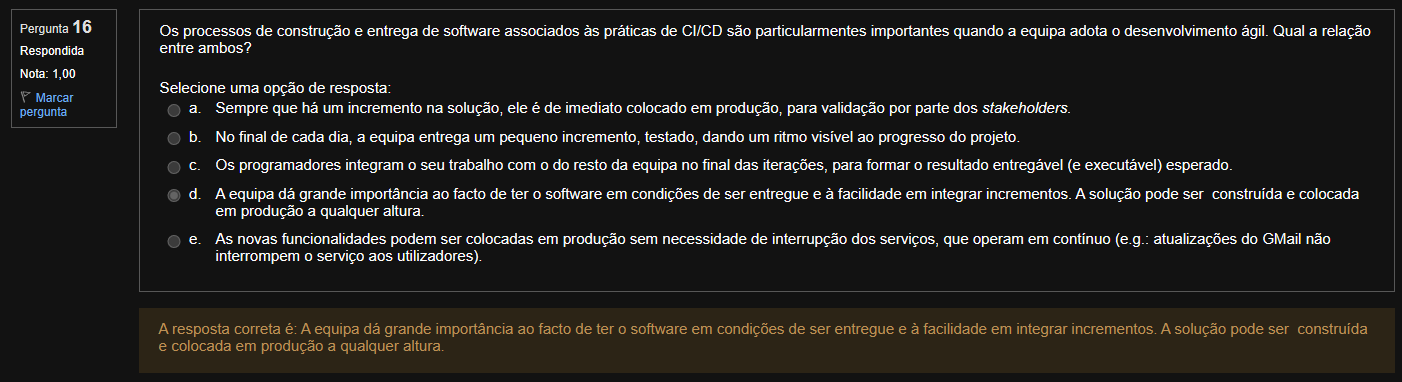 Pergunta 16
Respondida
Nota: 1,00
Marcar
pergunta
Os processos de construção e entrega de software associados às práticas de CI/CD são particularmentes importantes quando a equipa adota o desenvolvimento ágil. Qual a relação
entre ambos?
Selecione uma opção de resposta:
a. Sempre que há um incremento na solução, ele é de imediato colocado em produção, para validação por parte dos stakeholders.
b. No final de cada dia, a equipa entrega um pequeno incremento, testado, dando um ritmo visível ao progresso do projeto.
c. Os programadores integram o seu trabalho com o do resto da equipa no final das iterações, para formar o resultado entregável (e executável) esperado.
d. A equipa dá grande importância ao facto de ter o software em condições de ser entregue e à facilidade em integrar incrementos. A solução pode ser construída e colocada
em produção a qualquer altura.
e. As novas funcionalidades podem ser colocadas em produção sem necessidade de interrupção dos serviços, que operam em contínuo (e.g.: atualizações do GMail não
interrompem o serviço aos utilizadores).
A resposta correta é: A equipa dá grande importância ao facto de ter o software em condições de ser entregue e à facilidade em integrar incrementos. A solução pode ser construída
e colocada em produção a qualquer altura.